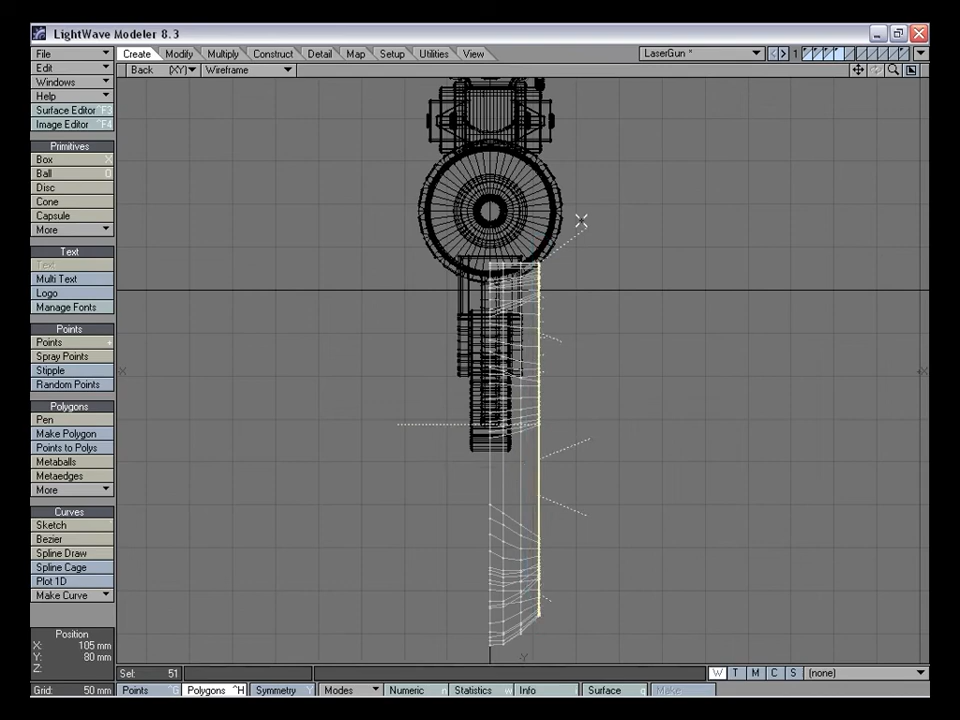 LightWave Modeler 8.3
File Create Modify Multiply Construct Detail Map Setup Utilities View LaserGun * 1
Edit Back (XY) Wireframe
Windows
Help
Surface Editor F3
Image Editor ^F4
Primitives
Box X
Ball O
Disc
Cone
Capsule
More
Text
Text
Multi Text
Logo
Manage Fonts
Points
Points +
Spray Points
Stipple
Random Points
Polygons
Pen
Make Polygon
Points to Polys
Metaballs
Metaedges
More
Curves
Sketch
Bezier
Spline Draw
Spline Cage
Plot 1D
Make Curve
Position
X: 105 mm
Y: 80 mm
Z:
Sel: 51 W T M C S (none)
Grid: 50 mm Points ^G Polygons ^H Symmetry Y Modes Numeric n Statistics w Info i Surface q Make